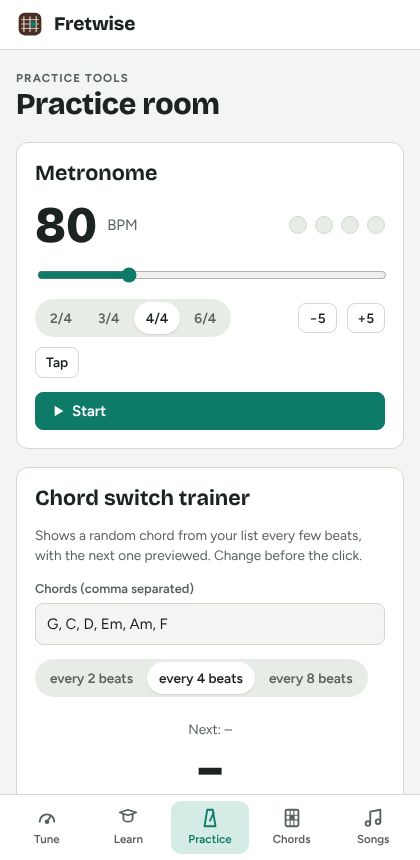 Fretwise
PRACTICE TOOLS
Practice room
Metronome
80 BPM
2/4 3/4 4/4 6/4 −5 +5
Tap
Start
Chord switch trainer
Shows a random chord from your list every few beats,
with the next one previewed. Change before the click.
Chords (comma separated)
G, C, D, Em, Am, F
every 2 beats every 4 beats every 8 beats
Next: –
–
Tune Learn Practice Chords Songs